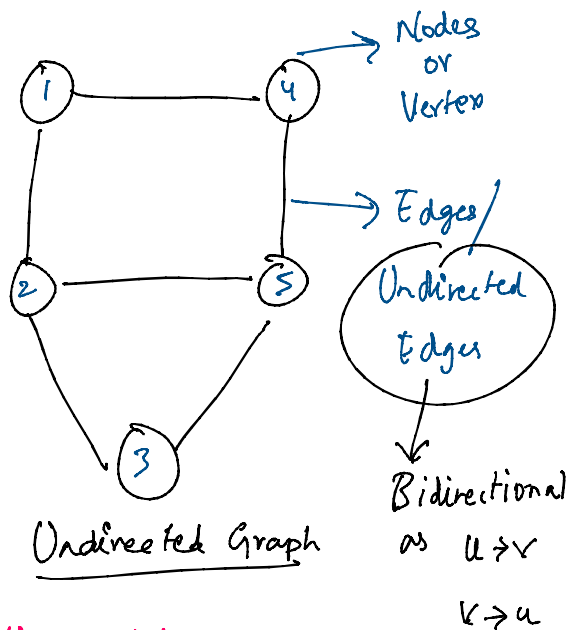 1
4
Nodes
or
Vertex
Edges
2
5
Undirected
Edges
3
Bidirectional
as u → v
v → u
Undirected Graph